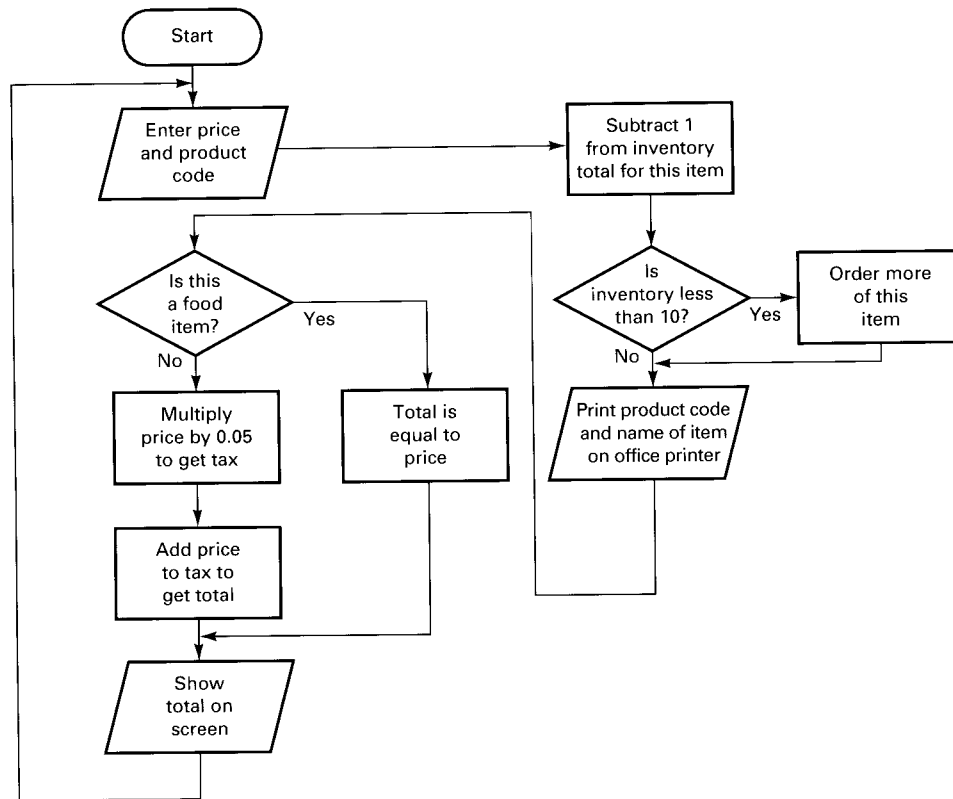 Start
Enter price
and product
code
Subtract 1
from inventory
total for this item
Is
inventory less
than 10?
Yes
Order more
of this
item
No
Print product code
and name of item
on office printer
Is this
a food
item?
Yes
No
Multiply
price by 0.05
to get tax
Total is
equal to
price
Add price
to tax to
get total
Show
total on
screen